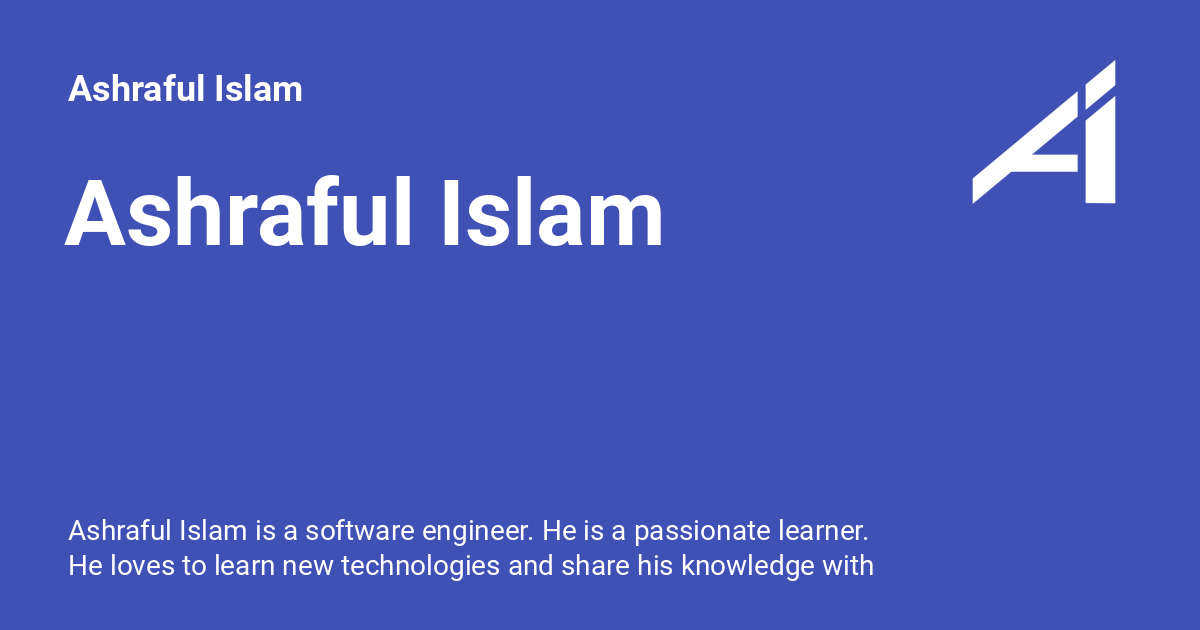 Ashraful Islam
Ashraful Islam
Ashraful Islam is a software engineer. He is a passionate learner.
He loves to learn new technologies and share his knowledge with